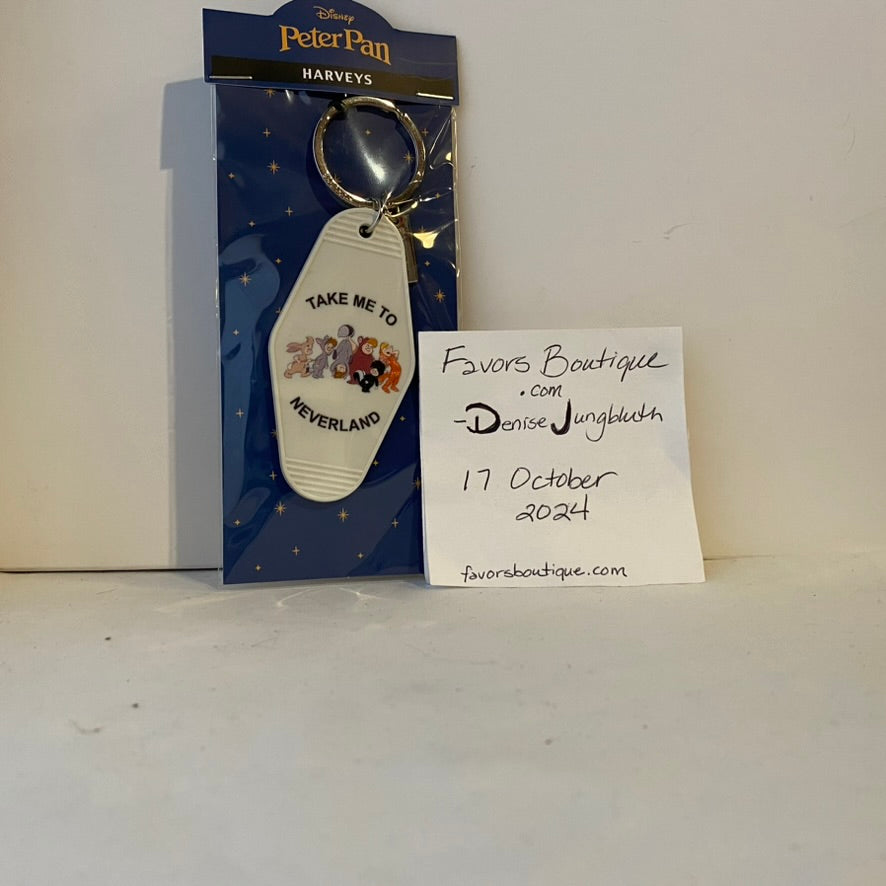 Disney
Peter Pan
HARVEYS
TAKE ME TO
NEVERLAND
Favors Boutique
.com
-Denise Jungbluth
17 October
2024
favorsboutique.com